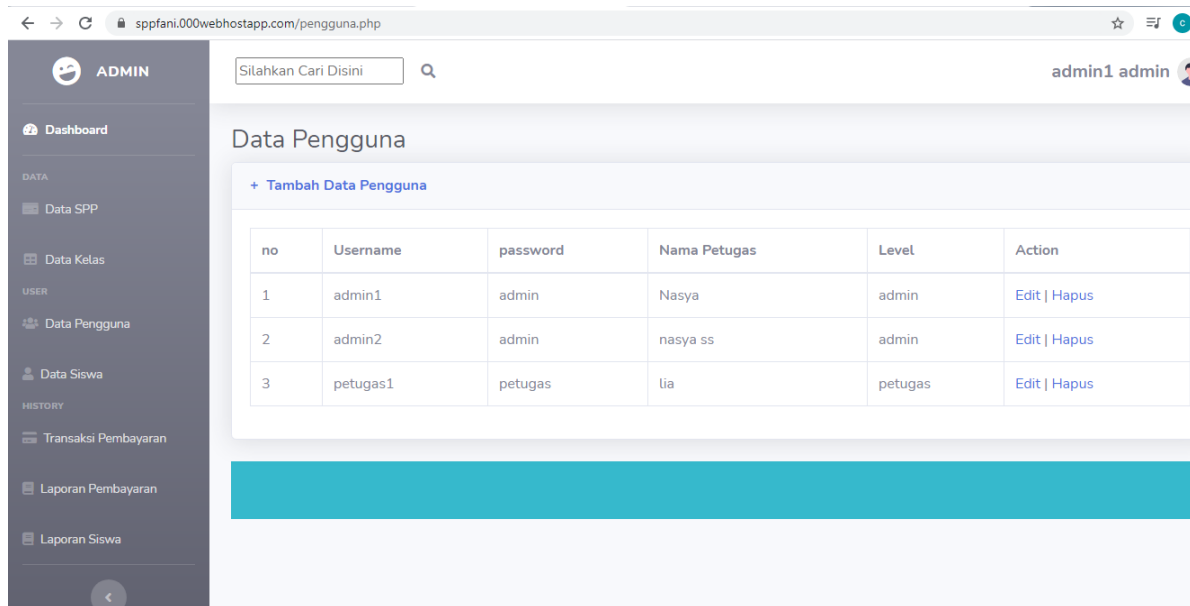 sppfani.000webhostapp.com/pengguna.php
C
ADMIN
Silahkan Cari Disini
admin1 admin
Dashboard
DATA
Data SPP
Data Kelas
USER
Data Pengguna
Data Siswa
HISTORY
Transaksi Pembayaran
Laporan Pembayaran
Laporan Siswa
Data Pengguna
+ Tambah Data Pengguna
no Username password Nama Petugas Level Action
1 admin1 admin Nasya admin Edit | Hapus
2 admin2 admin nasya ss admin Edit | Hapus
3 petugas1 petugas lia petugas Edit | Hapus